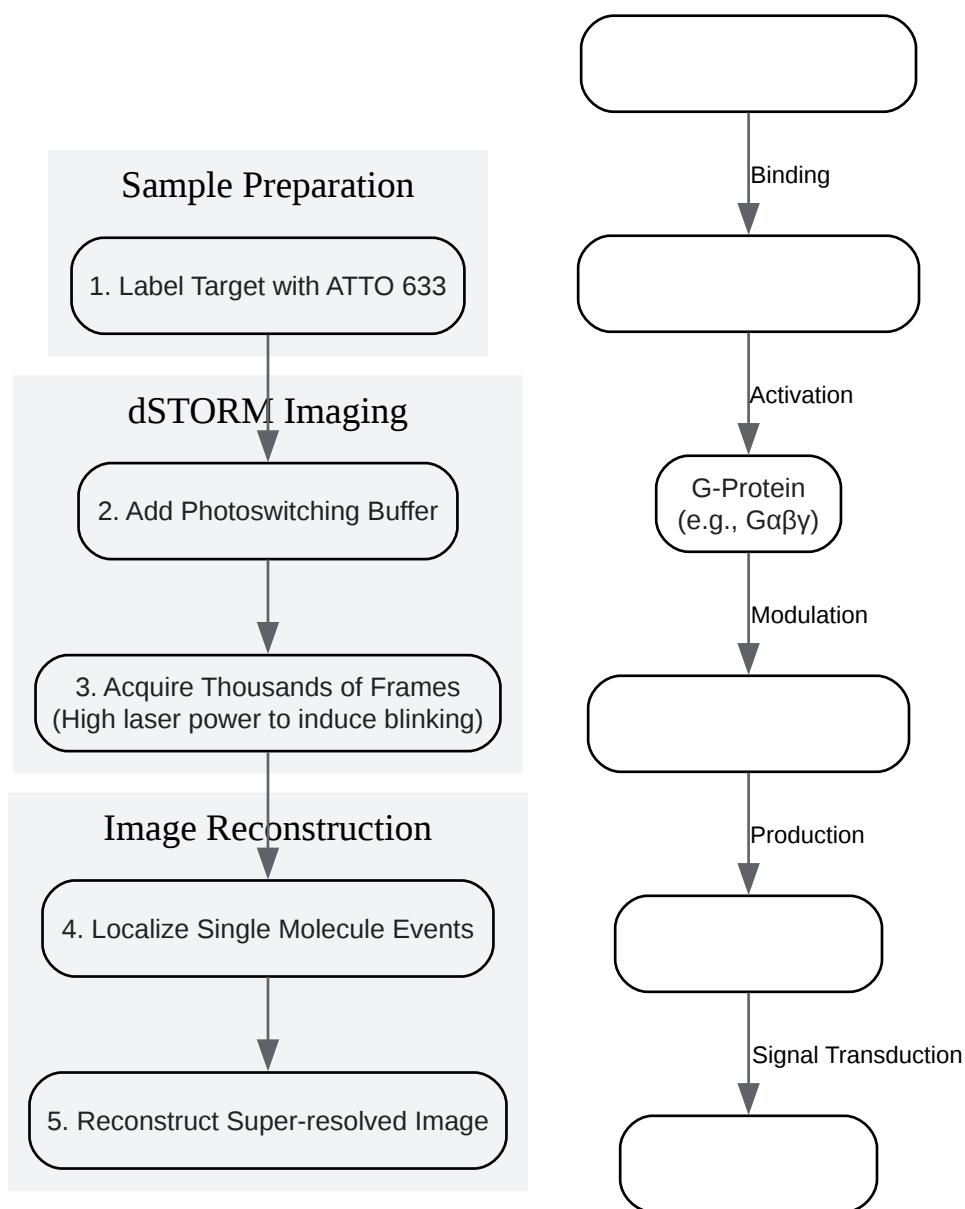 Sample Preparation
1. Label Target with ATTO 633
dSTORM Imaging
2. Add Photoswitching Buffer
3. Acquire Thousands of Frames
(High laser power to induce blinking)
Image Reconstruction
4. Localize Single Molecule Events
5. Reconstruct Super-resolved Image
Binding
Activation
G-Protein
(e.g., Gαβγ)
Modulation
Production
Signal Transduction